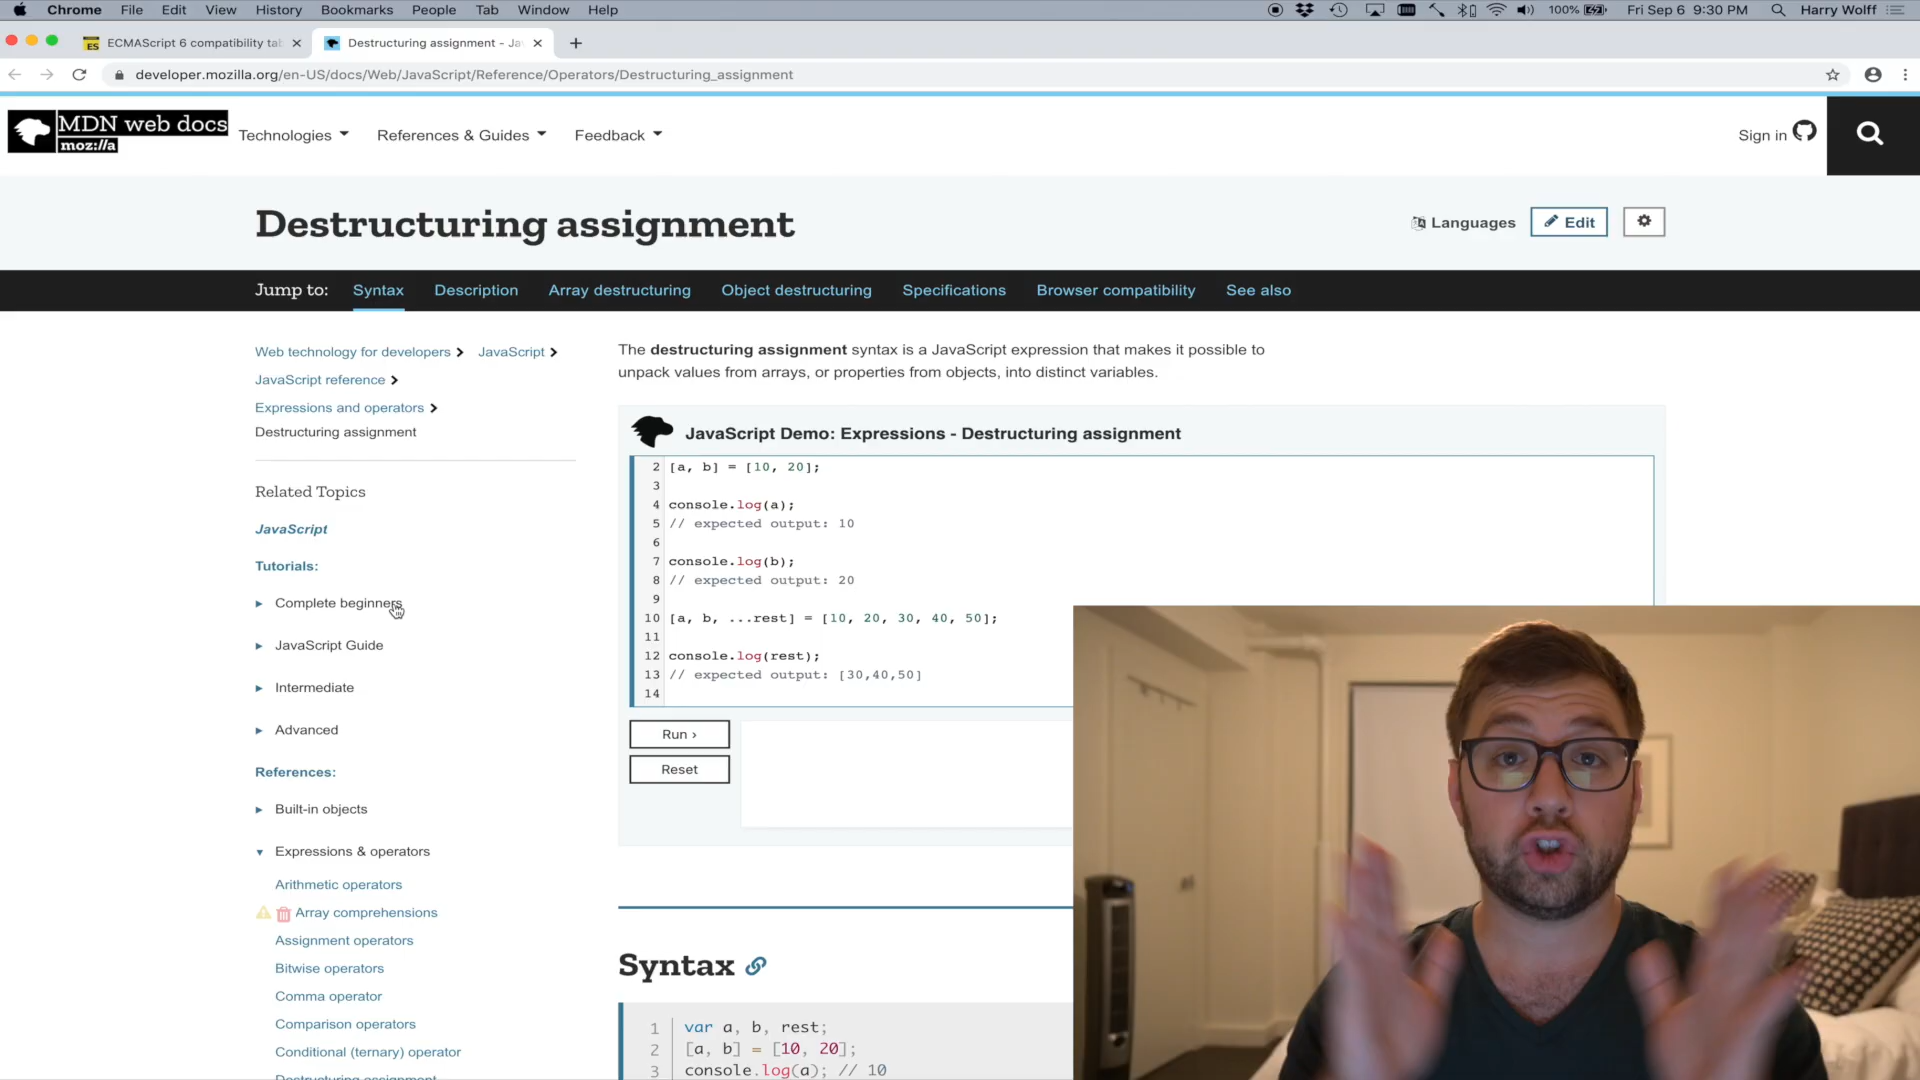 Chrome File Edit View History Bookmarks People Tab Window Help
100% Fri Sep 6 9:30 PM Harry Wolff
ES ECMAScript 6 compatibility tab
Destructuring assignment - Ja
developer.mozilla.org/en-US/docs/Web/JavaScript/Reference/Operators/Destructuring_assignment
MDN web docs
moz://a
Technologies References & Guides Feedback
Sign in
Destructuring assignment
Languages Edit
Jump to: Syntax Description Array destructuring Object destructuring Specifications Browser compatibility See also
Web technology for developers JavaScript
JavaScript reference
Expressions and operators
Destructuring assignment
Related Topics
JavaScript
Tutorials:
Complete beginners
JavaScript Guide
Intermediate
Advanced
References:
Built-in objects
Expressions & operators
Arithmetic operators
Array comprehensions
Assignment operators
Bitwise operators
Comma operator
Comparison operators
Conditional (ternary) operator
Destructuring assignment
The destructuring assignment syntax is a JavaScript expression that makes it possible to
unpack values from arrays, or properties from objects, into distinct variables.
JavaScript Demo: Expressions - Destructuring assignment
2 [a, b] = [10, 20];
3
4 console.log(a);
5 // expected output: 10
6
7 console.log(b);
8 // expected output: 20
9
10 [a, b, ...rest] = [10, 20, 30, 40, 50];
11
12 console.log(rest);
13 // expected output: [30,40,50]
14
Run ›
Reset
Syntax
1 var a, b, rest;
2 [a, b] = [10, 20];
3 console.log(a); // 10